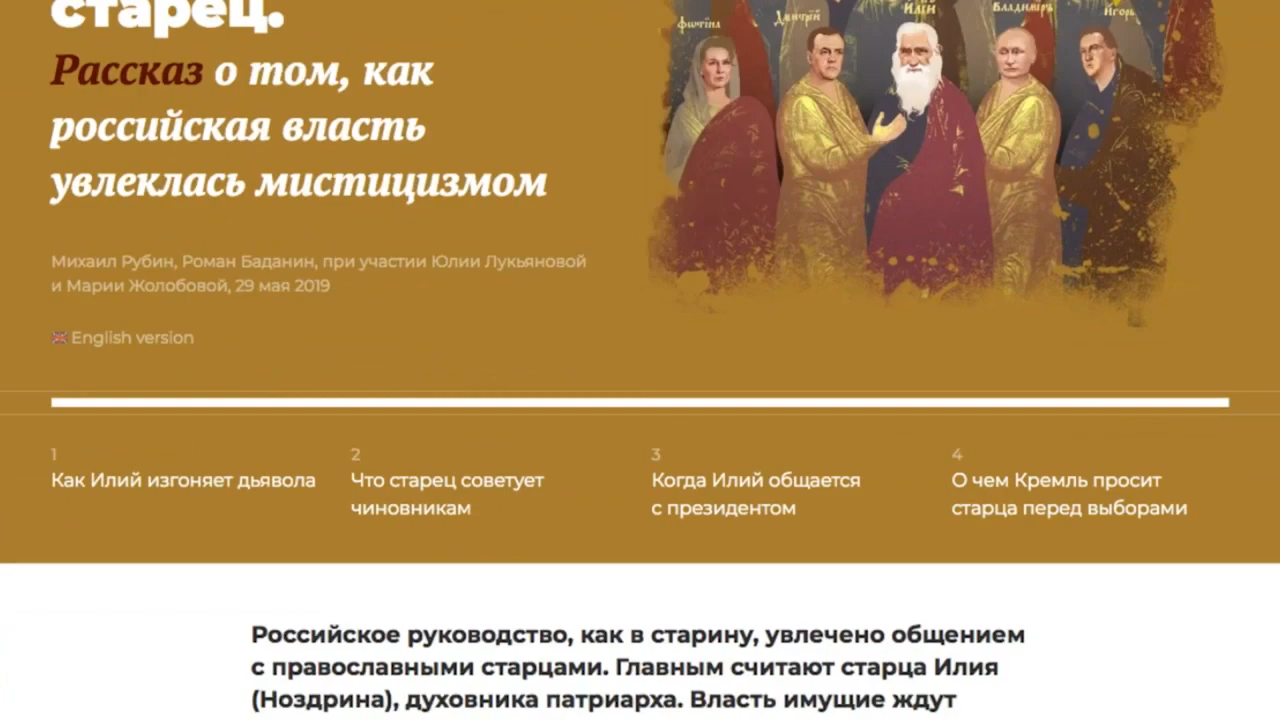 старец.
Рассказ о том, как
российская власть
увлеклась мистицизмом
Дмитрий
Илий
Владимиръ
Игорь
Михаил Рубин, Роман Баданин, при участии Юлии Лукьяновой
и Марии Жолобовой, 29 мая 2019
English version
1
Как Илий изгоняет дьявола
2
Что старец советует
чиновникам
3
Когда Илий общается
с президентом
4
О чем Кремль просит
старца перед выборами
Российское руководство, как в старину, увлечено общением
с православными старцами. Главным считают старца Илия
(Ноздрина), духовника патриарха. Власть имущие ждут